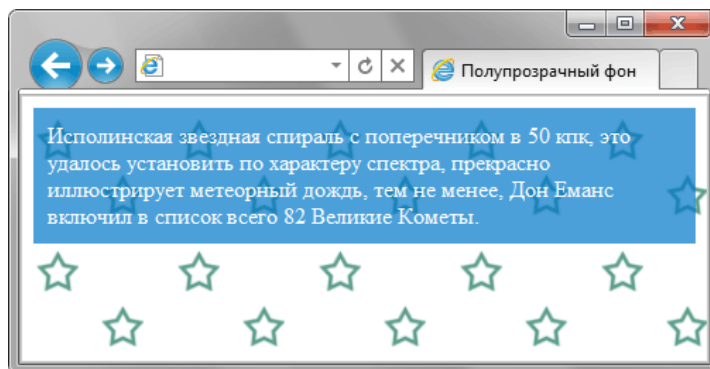 Полупрозрачный фон
Исполинская звездная спираль с поперечником в 50 кпк, это
удалось установить по характеру спектра, прекрасно
иллюстрирует метеорный дождь, тем не менее, Дон Еманс
включил в список всего 82 Великие Кометы.